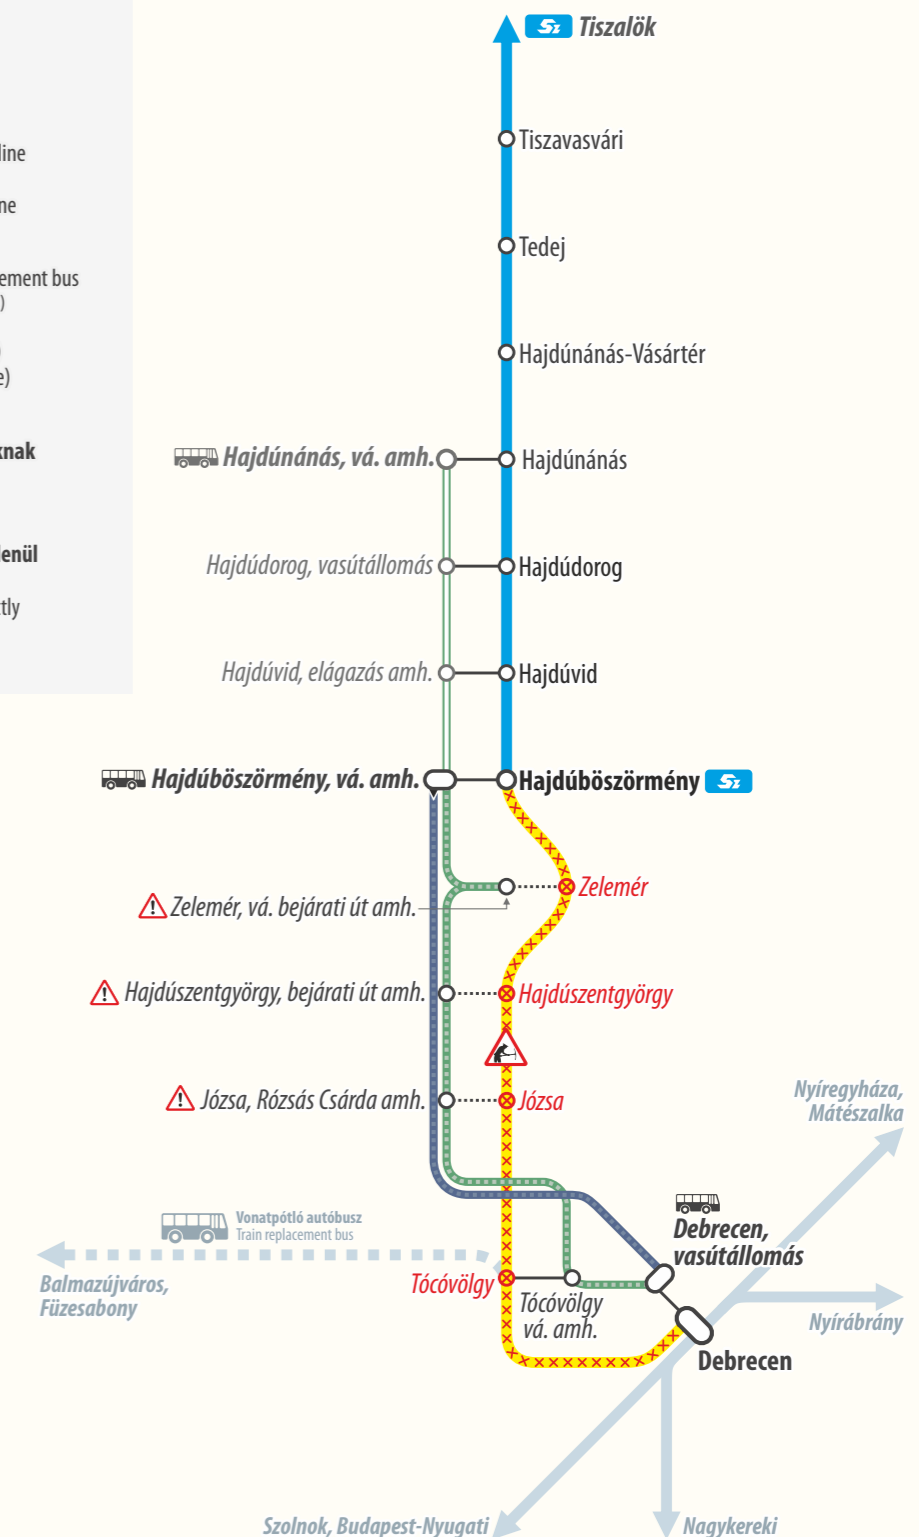 Sz Tiszalök
line
ne
ement bus
)
)
e)
knak
lenül
tly
Tiszavasvári
Tedej
Hajdúnánás-Vásártér
Hajdúnánás, vá. amh.
Hajdúnánás
Hajdúdorog, vasútállomás
Hajdúdorog
Hajdúvid, elágazás amh.
Hajdúvid
Hajdúböszörmény, vá. amh.
Hajdúböszörmény Sz
Zelemér
Zelemér, vá. bejárati út amh.
Hajdúszentgyörgy, bejárati út amh.
Hajdúszentgyörgy
Józsa, Rózsás Csárda amh.
Józsa
Nyíregyháza,
Mátészalka
Vonatpótló autóbusz
Train replacement bus
Debrecen,
vasútállomás
Balmazújváros,
Füzesabony
Tócóvölgy
Tócóvölgy
vá. amh.
Nyírábrány
Debrecen
Szolnok, Budapest-Nyugati
Nagykereki